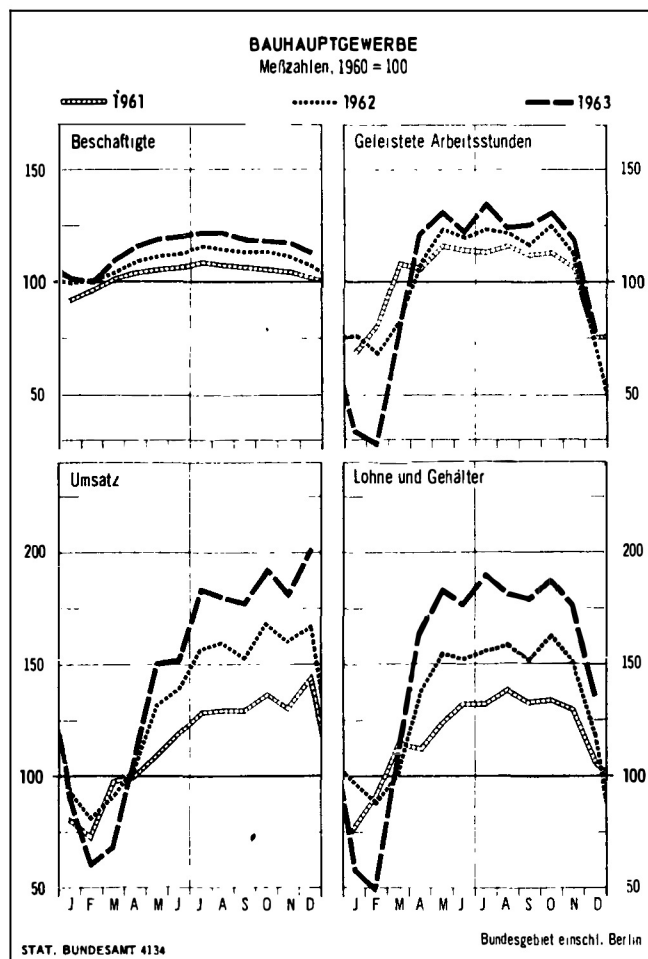 BAUHAUPTGEWERBE
Meßzahlen, 1960 = 100
1961 1962 1963
Beschaftigte
Geleistete Arbeitsstunden
150 150
100 100
50 50
Umsatz
Lohne und Gehälter
200 200
150 150
100 100
50 50
J F M A M J J A S O N D J F M A M J J A S O N D
STAT. BUNDESAMT 4134
Bundesgebiet einschl. Berlin